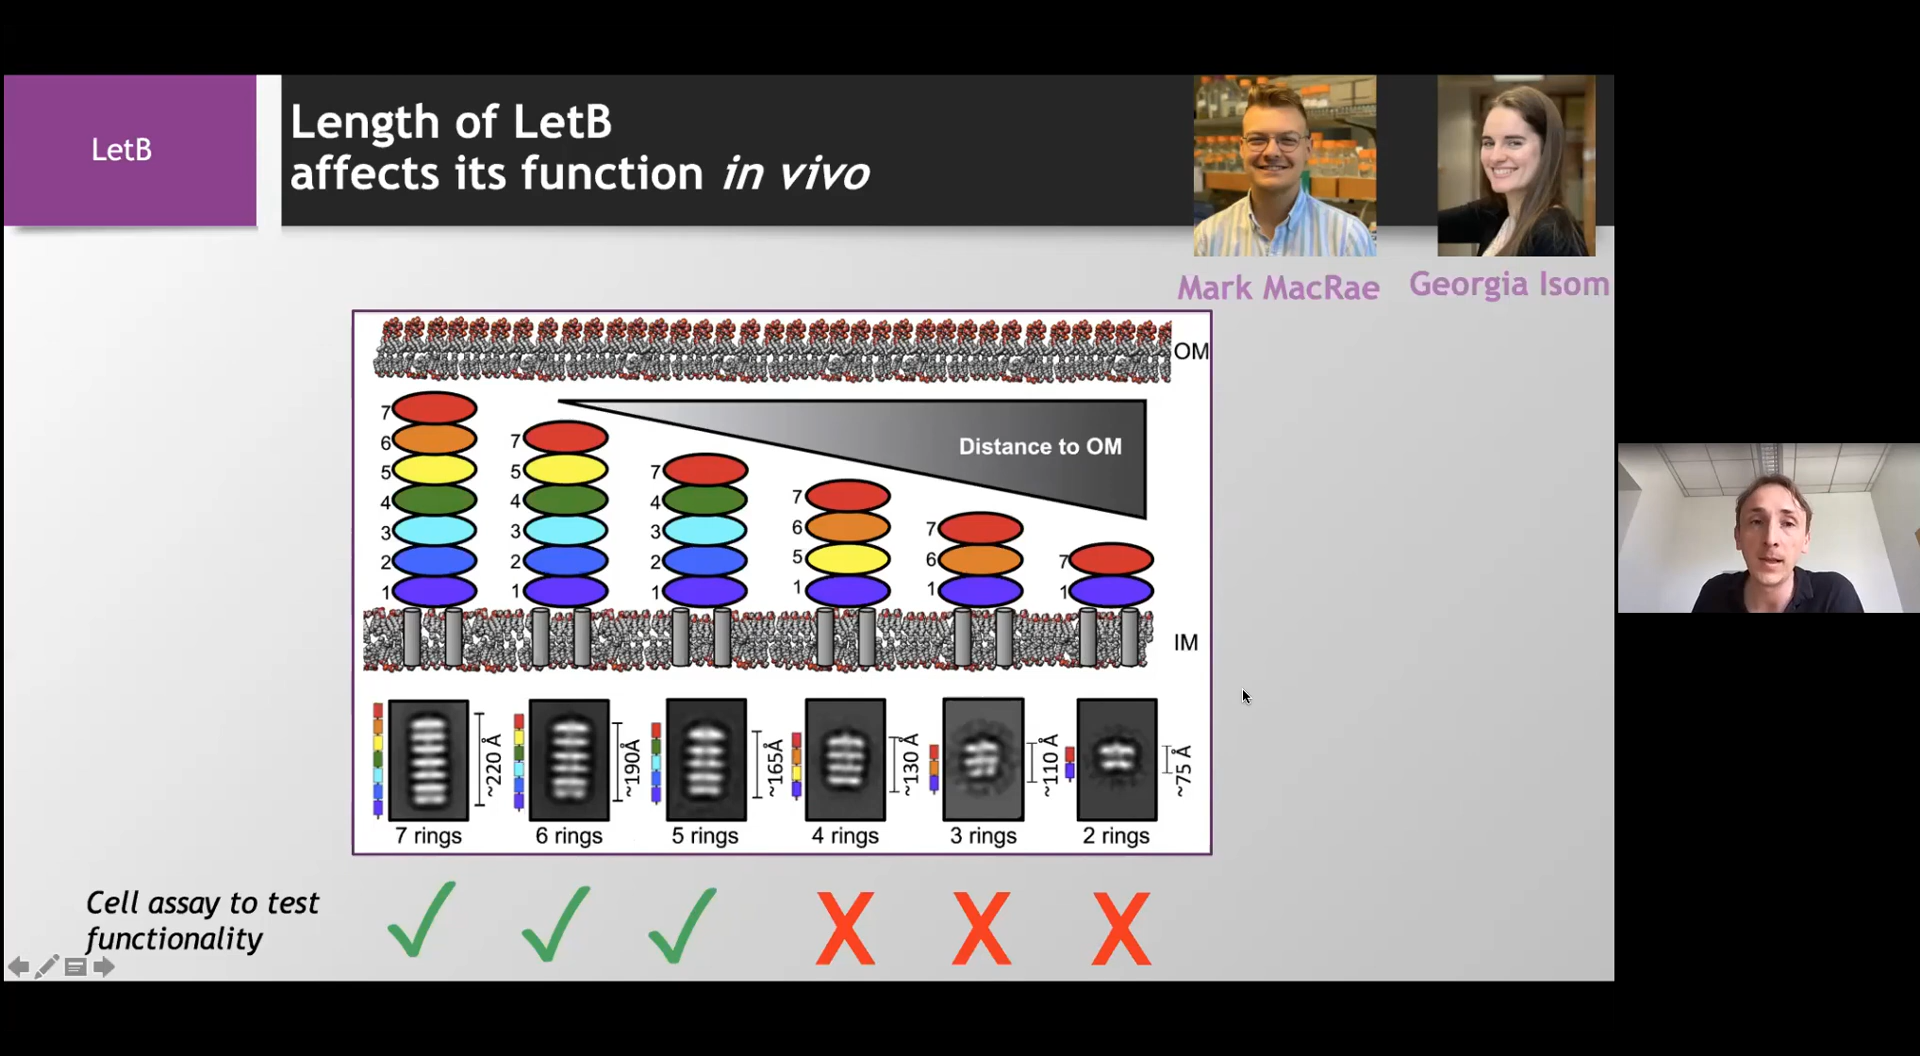 LetB
Length of LetB
affects its function in vivo
Mark MacRae
Georgia Isom
OM
Distance to OM
7
6
5
4
3
2
1
7
5
4
3
2
1
7
4
3
2
1
7
6
5
1
7
6
1
7
1
IM
~220 Å
~190Å
~165Å
~130 Å
~110 Å
~75 Å
7 rings
6 rings
5 rings
4 rings
3 rings
2 rings
Cell assay to test
functionality
X X X